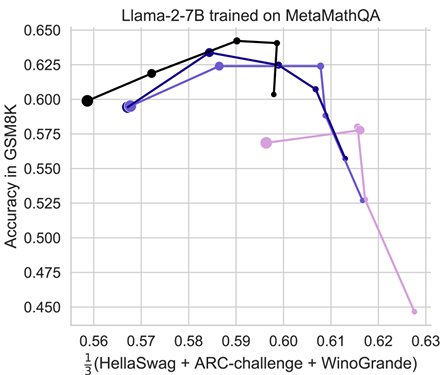 Llama-2-7B trained on MetaMathQA
Accuracy in GSM8K
0.650
0.625
0.600
0.575
0.550
0.525
0.500
0.475
0.450
0.56 0.57 0.58 0.59 0.60 0.61 0.62 0.63
1/3(HellaSwag + ARC-challenge + WinoGrande)